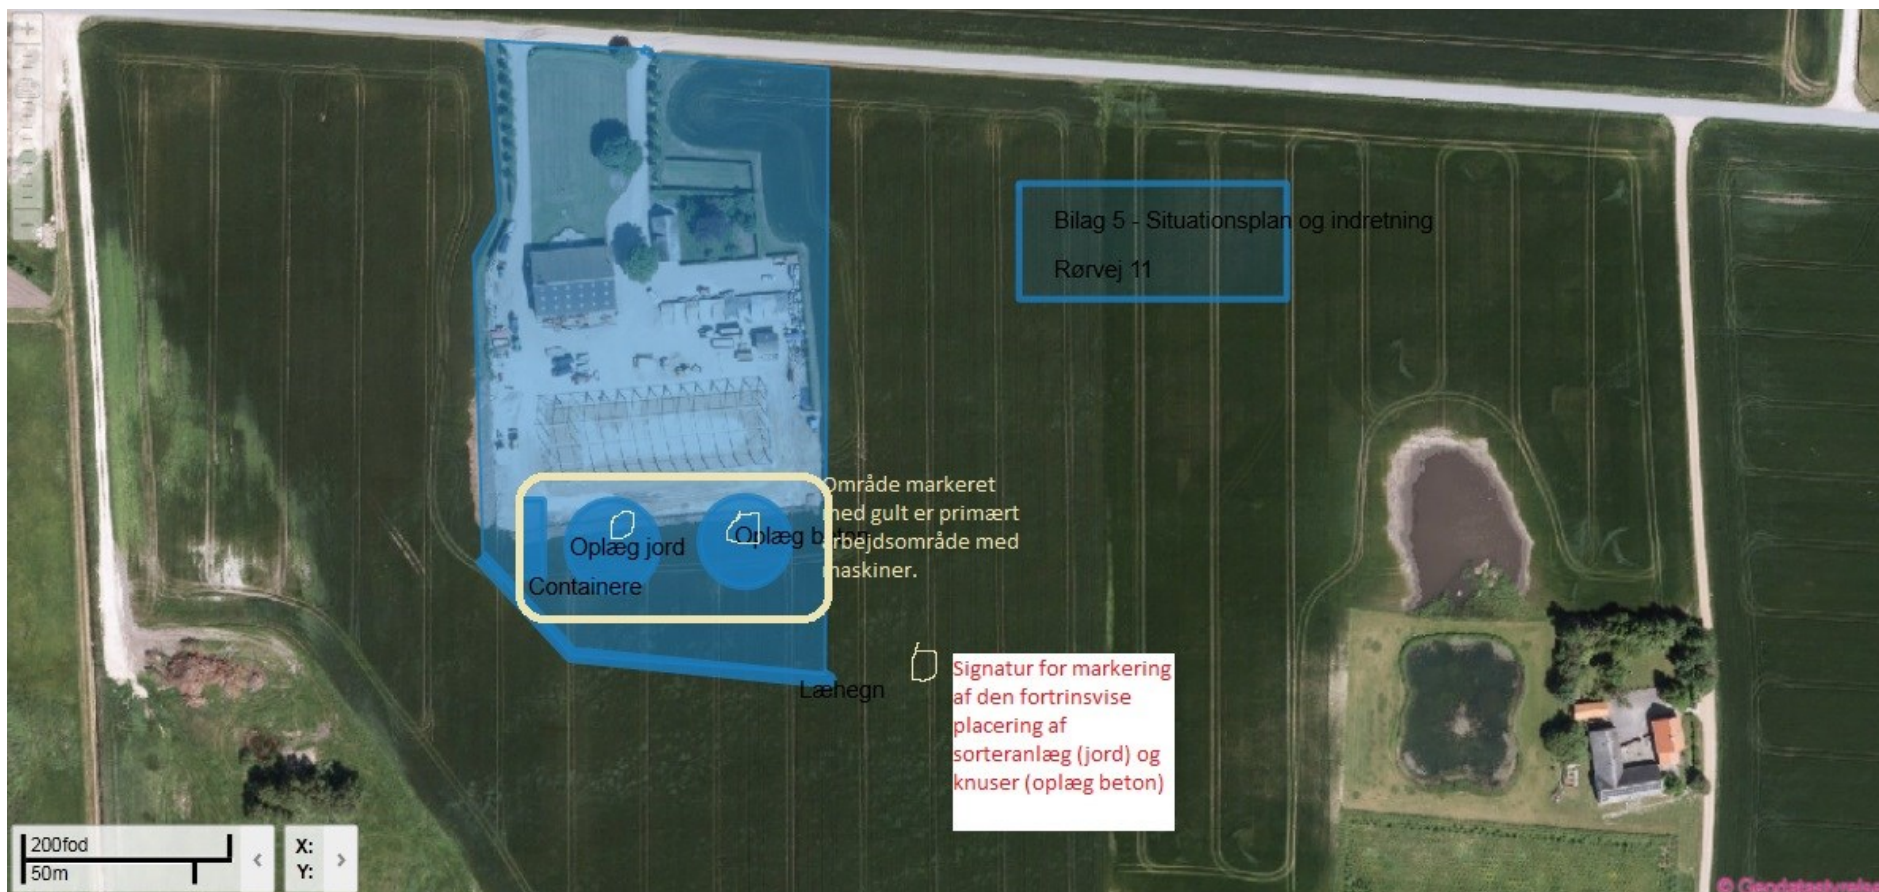 Bilag 5 - Situationsplan og indretning
Rørvej 11
Område markeret
med gult er primært
arbejdsområde med
maskiner.
Oplæg jord
Oplæg beton
Containere
Læhegn
Signatur for markering
af den fortrinsvise
placering af
sorteranlæg (jord) og
knuser (oplæg beton)
200fod
50m
X:
Y: